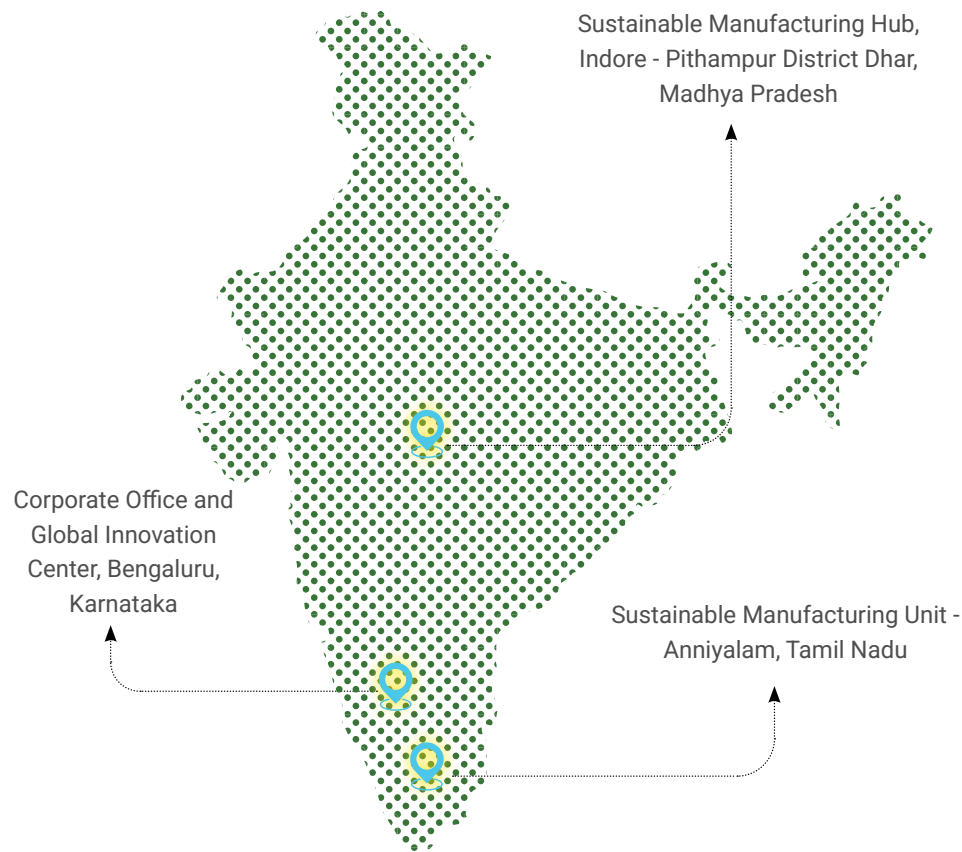 Sustainable Manufacturing Hub,
Indore - Pithampur District Dhar,
Madhya Pradesh
Corporate Office and
Global Innovation
Center, Bengaluru,
Karnataka
Sustainable Manufacturing Unit -
Anniyalam, Tamil Nadu